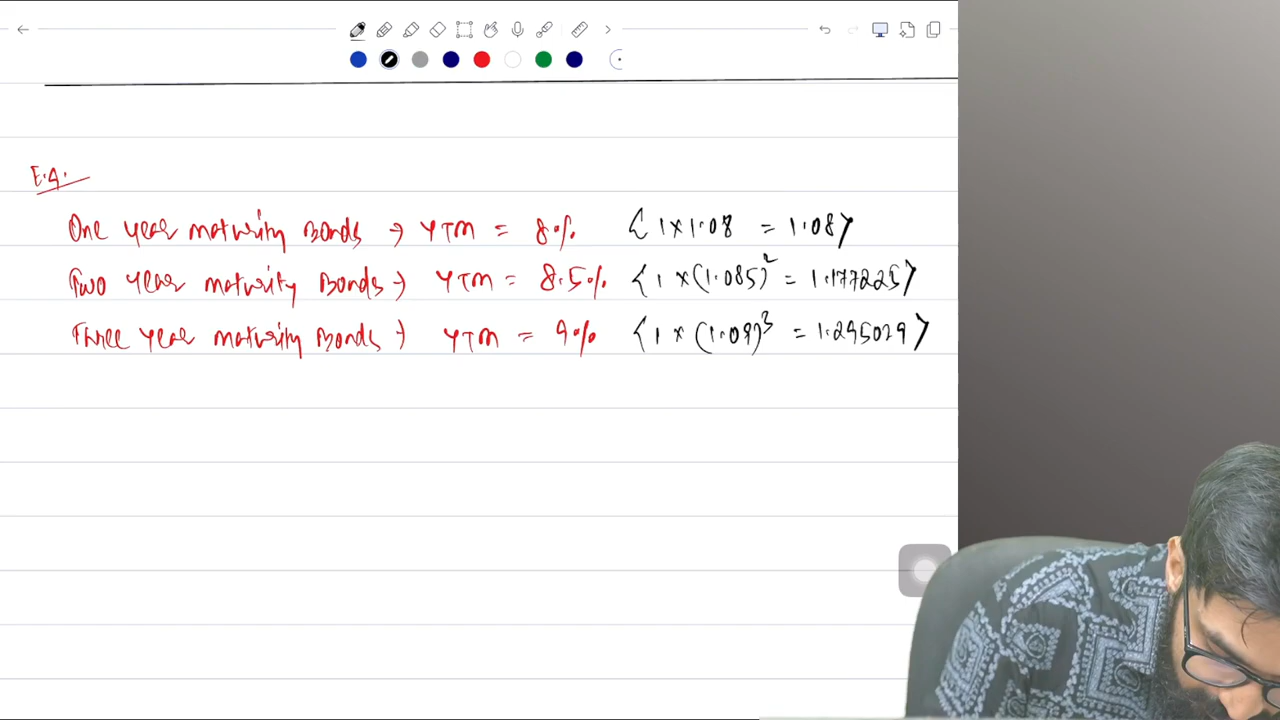 E.g.
One year maturity Bonds → YTM = 8% {1×1.08 = 1.08}
Two year maturity Bonds → YTM = 8.5% {1×(1.085)² = 1.177225}
Three year maturity Bonds → YTM = 9% {1×(1.09)³ = 1.295029}